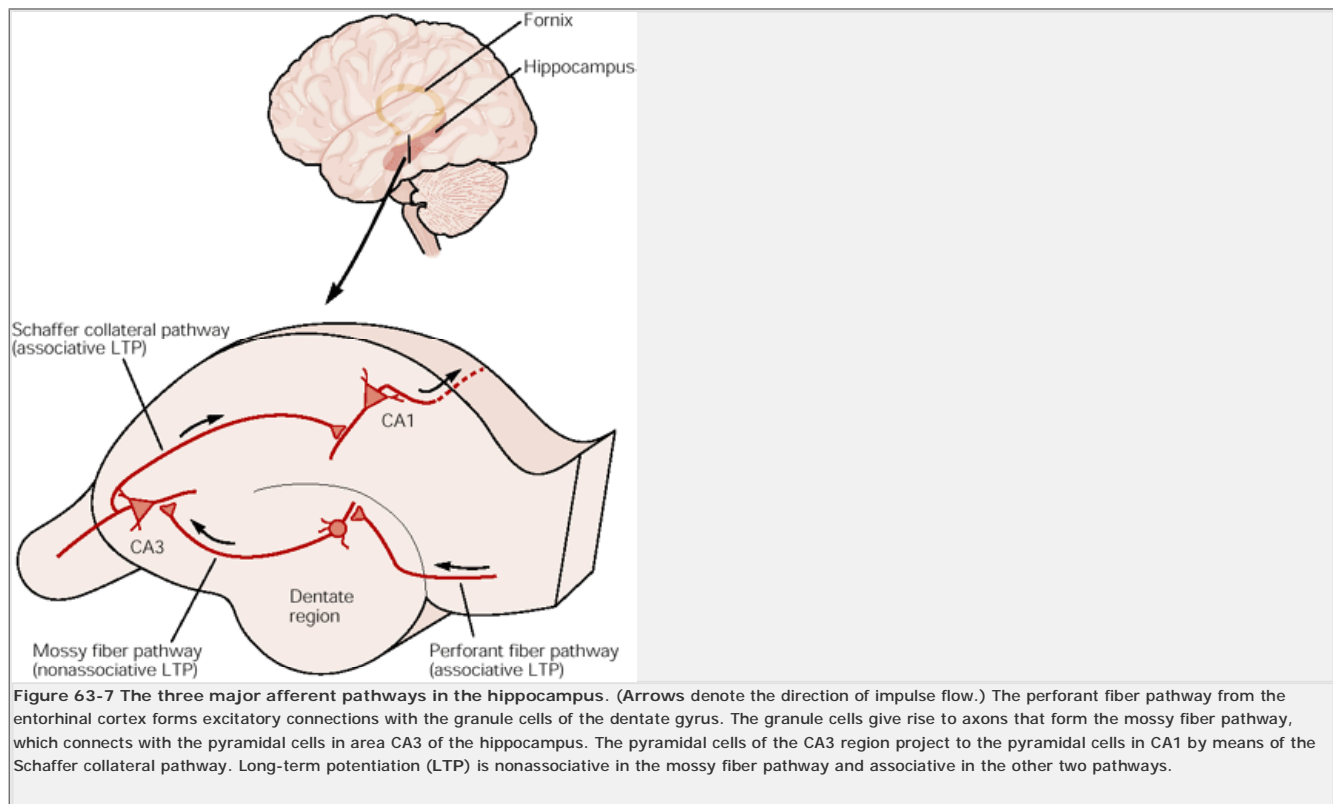 Fornix
Hippocampus
Schaffer collateral pathway
(associative LTP)
CA1
CA3
Dentate
region
Mossy fiber pathway
(nonassociative LTP)
Perforant fiber pathway
(associative LTP)
Figure 63-7 The three major afferent pathways in the hippocampus. (Arrows denote the direction of impulse flow.) The perforant fiber pathway from the
entorhinal cortex forms excitatory connections with the granule cells of the dentate gyrus. The granule cells give rise to axons that form the mossy fiber pathway,
which connects with the pyramidal cells in area CA3 of the hippocampus. The pyramidal cells of the CA3 region project to the pyramidal cells in CA1 by means of the
Schaffer collateral pathway. Long-term potentiation (LTP) is nonassociative in the mossy fiber pathway and associative in the other two pathways.